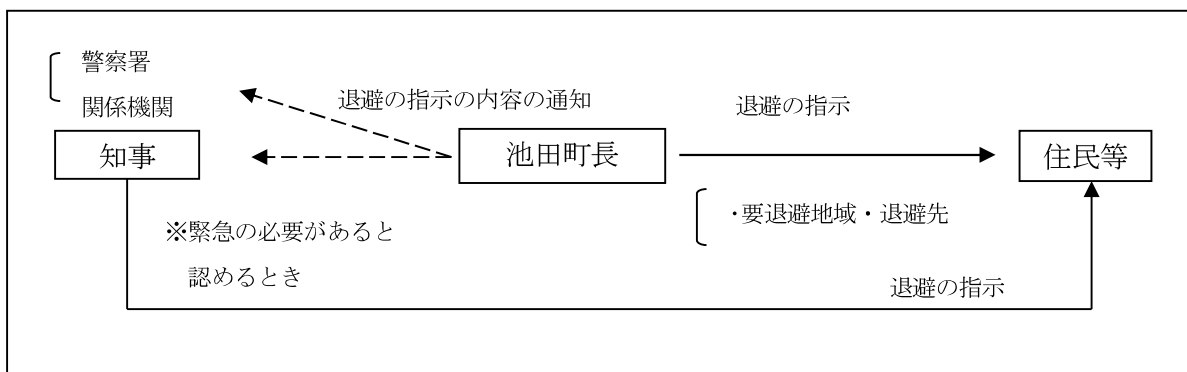 警察署
関係機関
退避の指示の内容の通知
退避の指示
知事
池田町長
住民等
・要退避地域・退避先
※緊急の必要があると
認めるとき
退避の指示